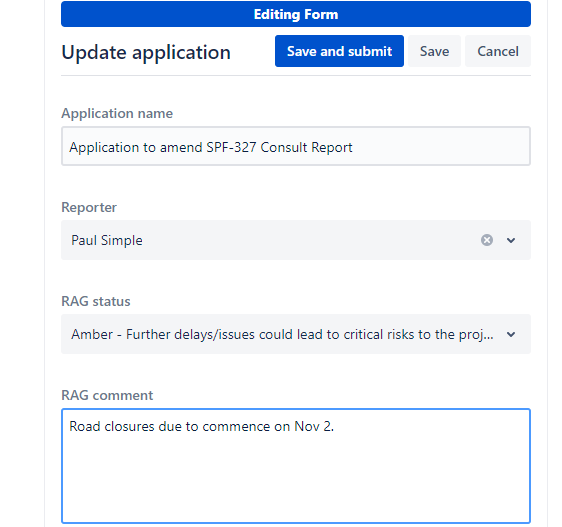 Editing Form
Update application
Save and submit
Save
Cancel
Application name
Application to amend SPF-327 Consult Report
Reporter
Paul Simple
RAG status
Amber - Further delays/issues could lead to critical risks to the proj...
RAG comment
Road closures due to commence on Nov 2.